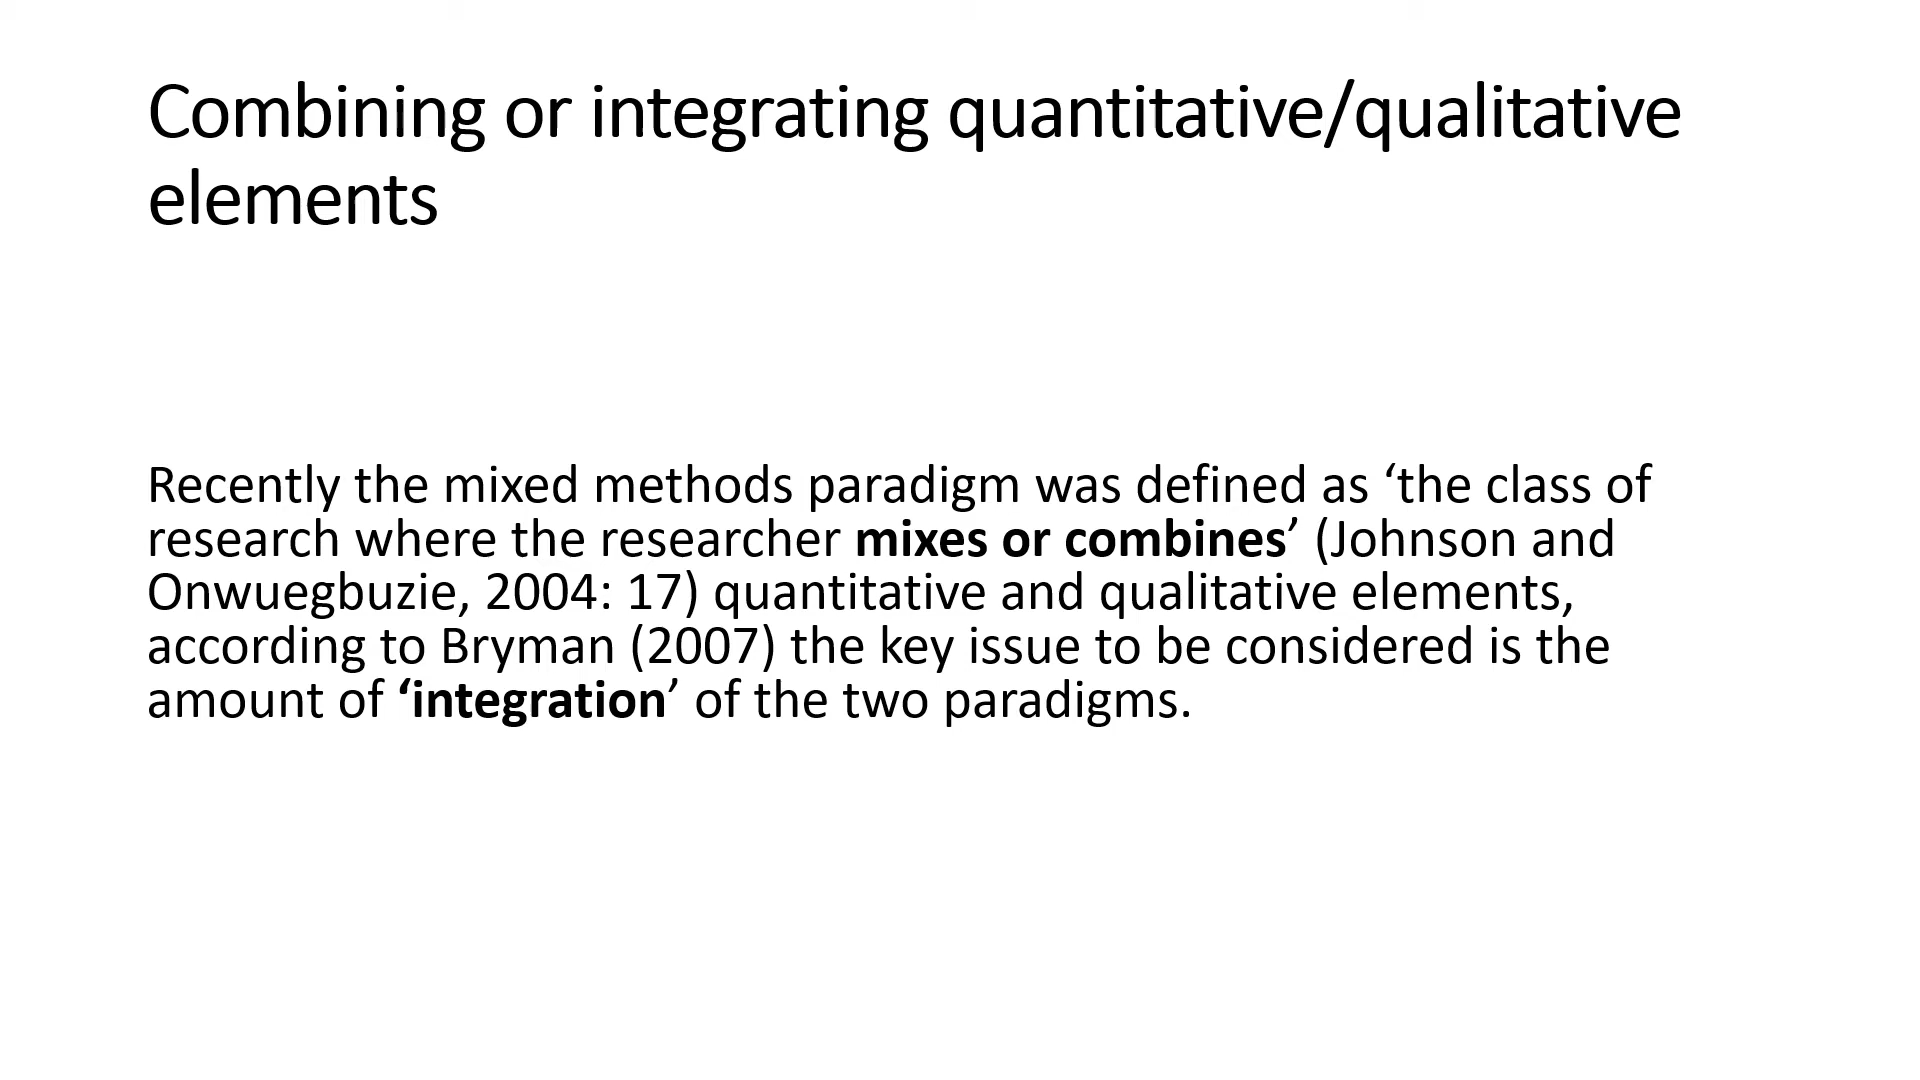 Combining or integrating quantitative/qualitative
elements
Recently the mixed methods paradigm was defined as ‘the class of
research where the researcher mixes or combines’ (Johnson and
Onwuegbuzie, 2004: 17) quantitative and qualitative elements,
according to Bryman (2007) the key issue to be considered is the
amount of ‘integration’ of the two paradigms.